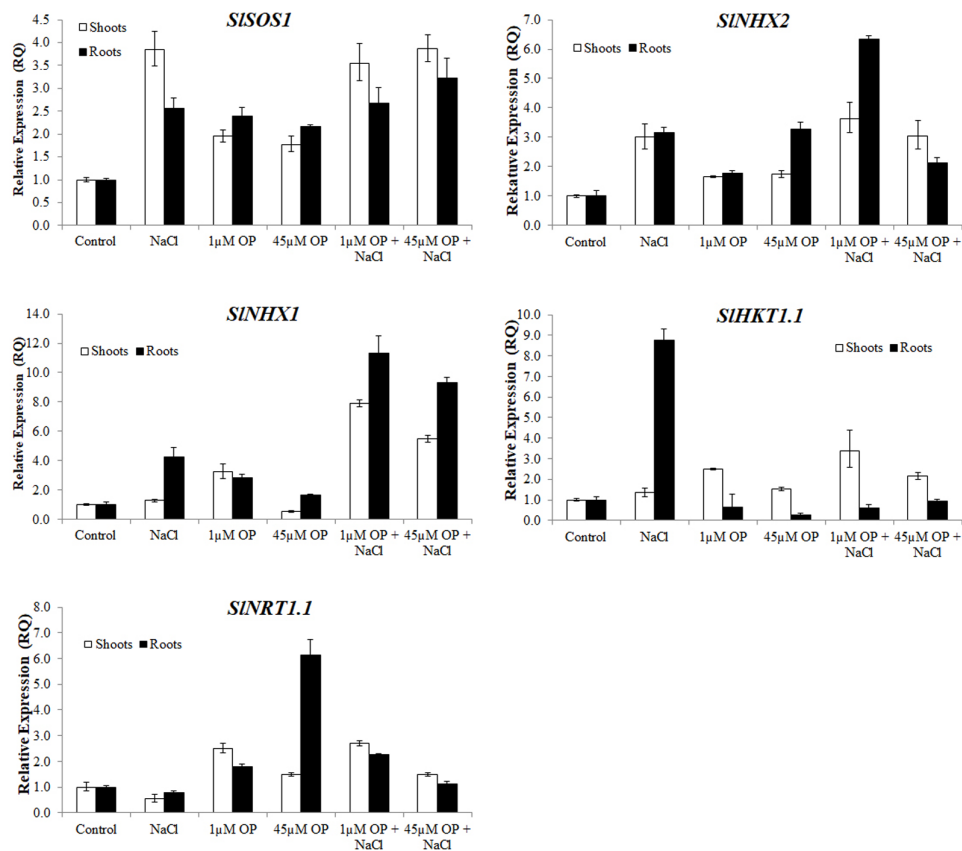 SlSOS1
Relative Expression (RQ)
4.5
4.0
3.5
3.0
2.5
2.0
1.5
1.0
0.5
0.0
Shoots
Roots
Control NaCl 1µM OP 45µM OP 1µM OP + NaCl 45µM OP + NaCl
SlNHX2
Rekatuve Expression (RQ)
7.0
6.0
5.0
4.0
3.0
2.0
1.0
0.0
Shoots Roots
Control NaCl 1µM OP 45µM OP 1µM OP + NaCl 45µM OP + NaCl
SlNHX1
Relative Expression (RQ)
14.0
12.0
10.0
8.0
6.0
4.0
2.0
0.0
Shoots Roots
Control NaCl 1µM OP 45µM OP 1µM OP + NaCl 45µM OP + NaCl
SlHKT1.1
Relative Expression (RQ)
10.0
9.0
8.0
7.0
6.0
5.0
4.0
3.0
2.0
1.0
0.0
Shoots Roots
Control NaCl 1µM OP 45µM OP 1µM OP + NaCl 45µM OP + NaCl
SlNRT1.1
Relative Expression (RQ)
8.0
7.0
6.0
5.0
4.0
3.0
2.0
1.0
0.0
Shoots Roots
Control NaCl 1µM OP 45µM OP 1µM OP + NaCl 45µM OP + NaCl